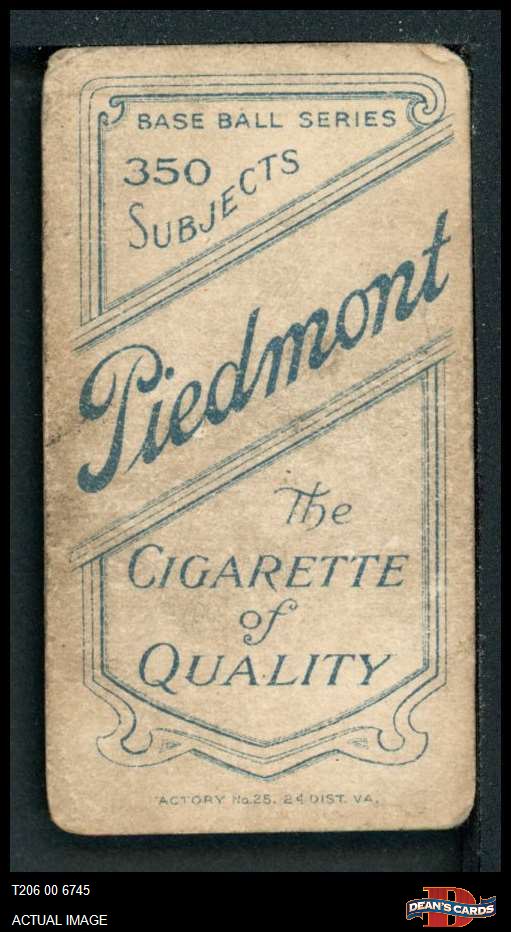 BASE BALL SERIES
350
SUBJECTS
Piedmont
The
CIGARETTE
of
QUALITY
ACTORY No.25. 2d DIST. VA.
T206 00 6745
ACTUAL IMAGE
D
DEAN'S CARDS